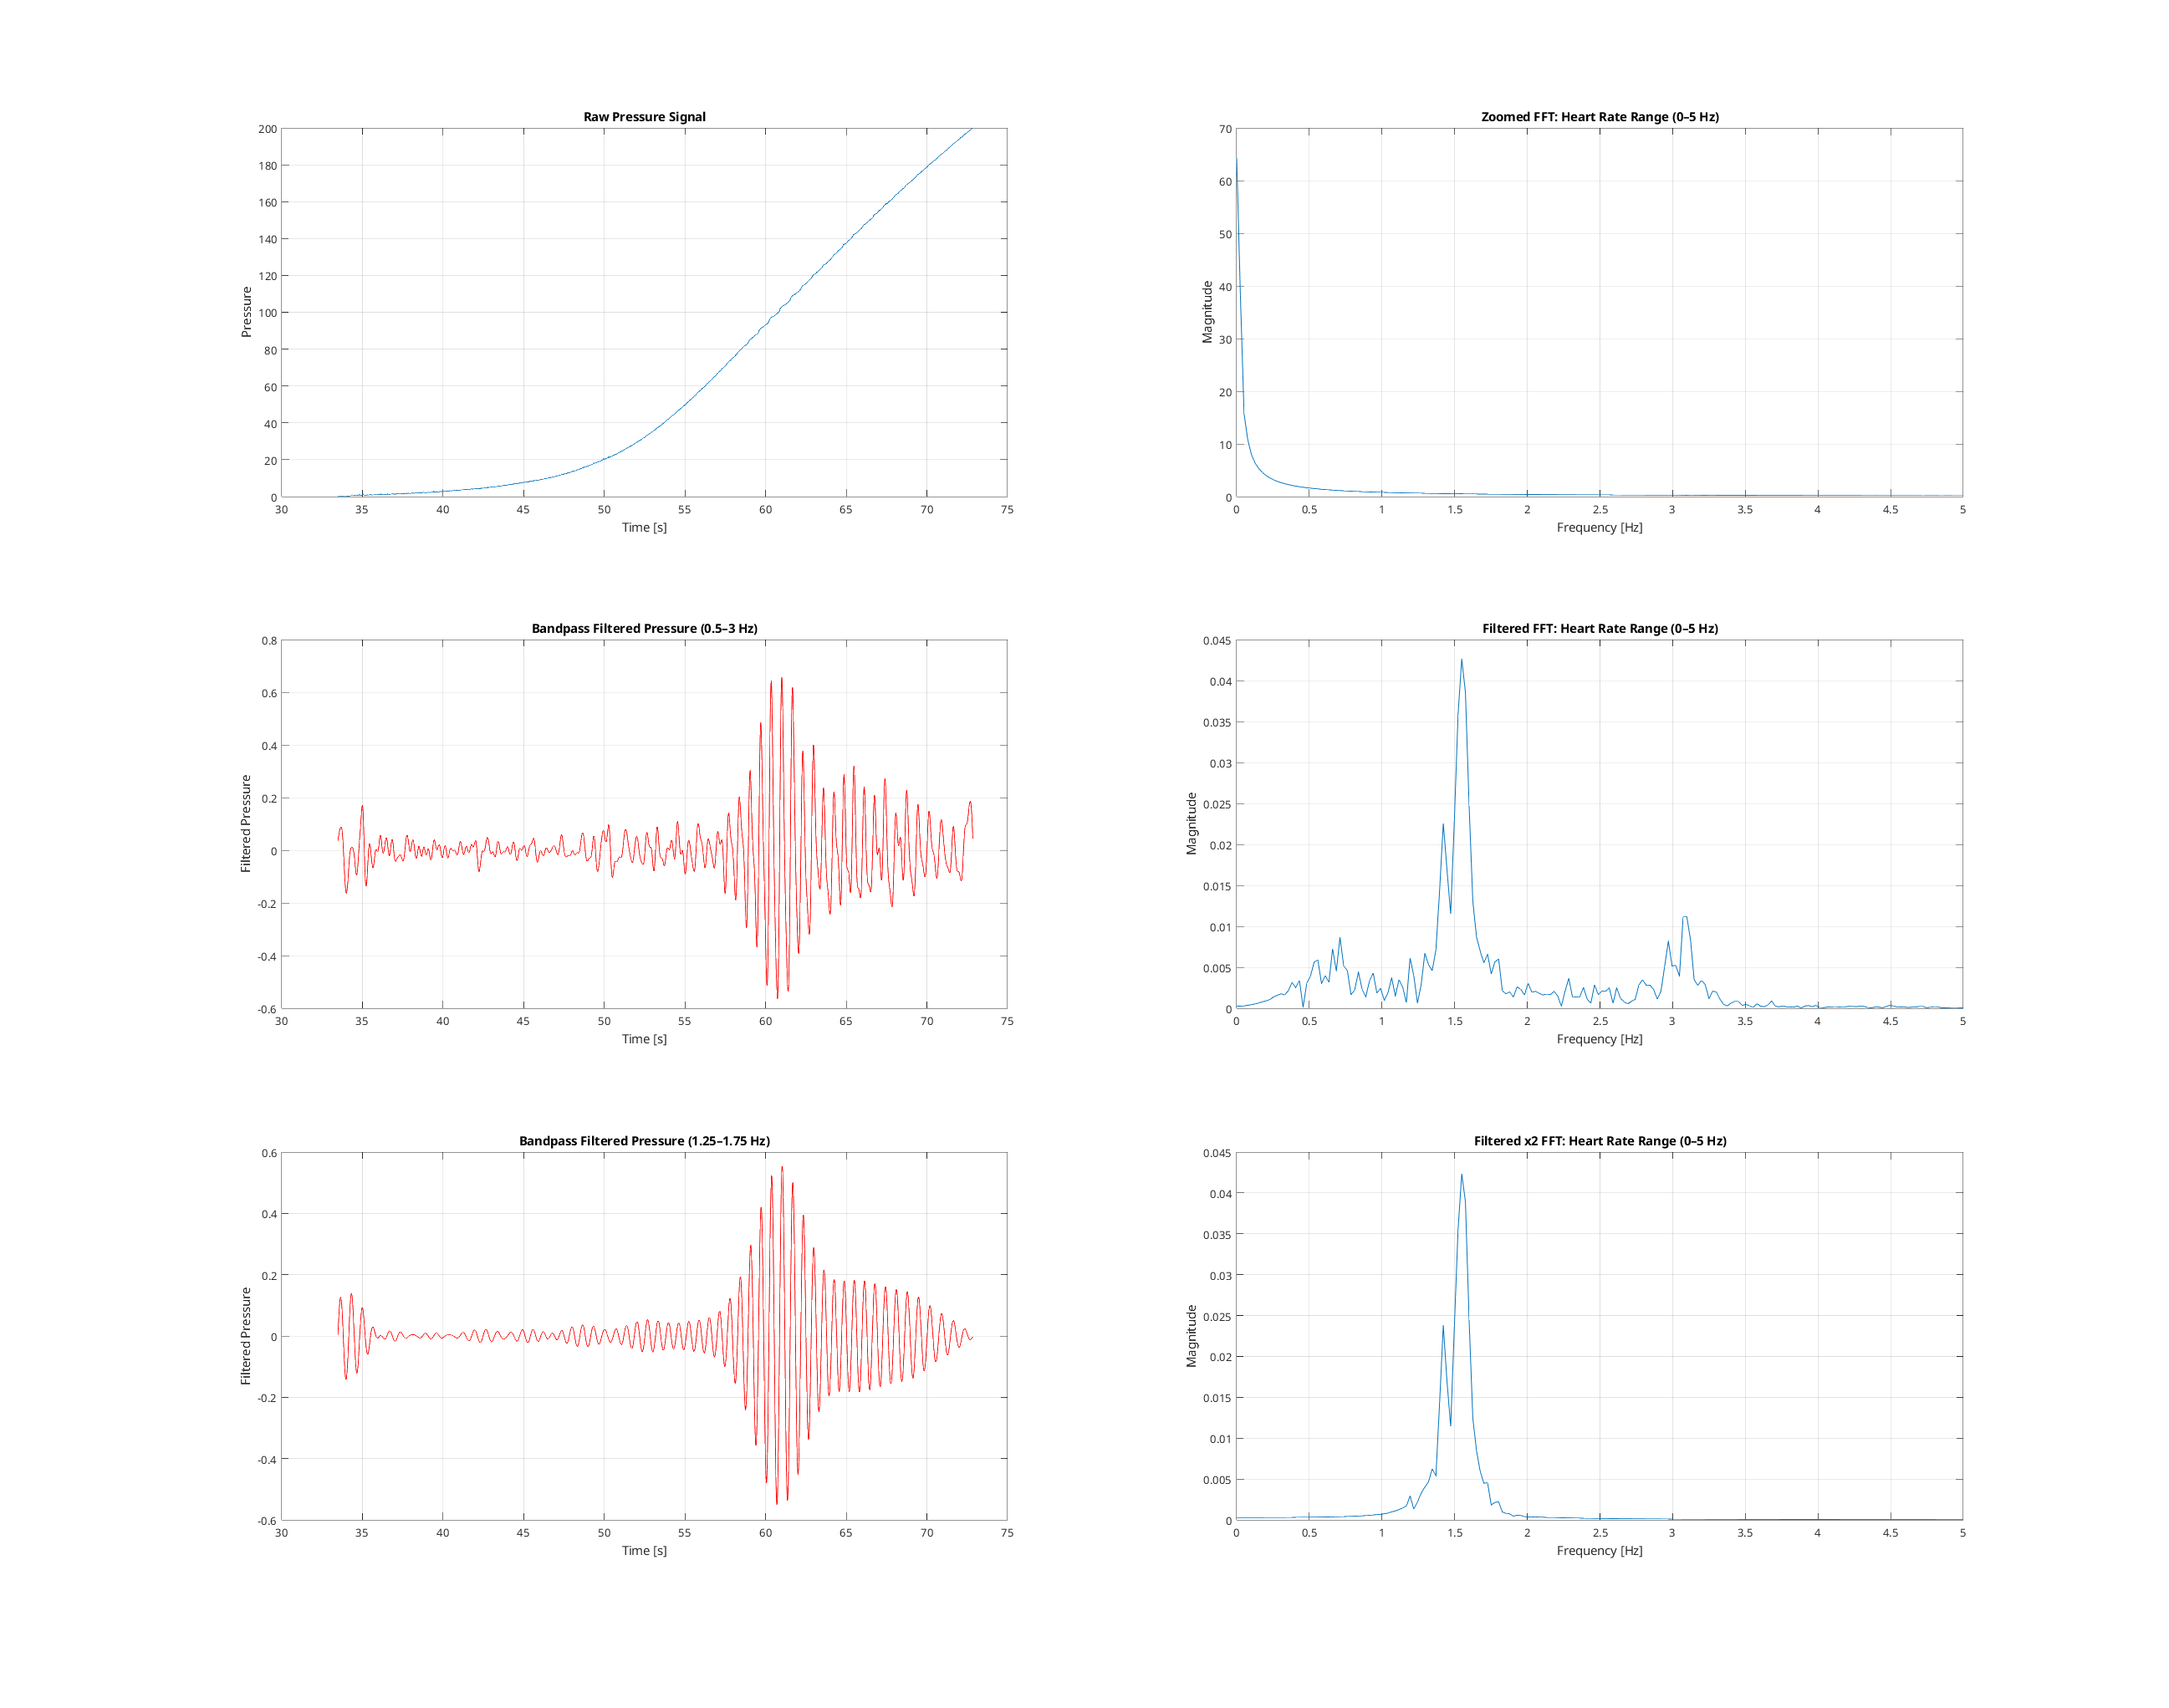 Raw Pressure Signal
200
180
160
140
120
100
80
60
40
20
0
Pressure
30 35 40 45 50 55 60 65 70 75
Time [s]
Zoomed FFT: Heart Rate Range (0–5 Hz)
70
60
50
40
30
20
10
0
Magnitude
0 0.5 1 1.5 2 2.5 3 3.5 4 4.5 5
Frequency [Hz]
Bandpass Filtered Pressure (0.5–3 Hz)
0.8
0.6
0.4
0.2
0
-0.2
-0.4
-0.6
Filtered Pressure
30 35 40 45 50 55 60 65 70 75
Time [s]
Filtered FFT: Heart Rate Range (0–5 Hz)
0.045
0.04
0.035
0.03
0.025
0.02
0.015
0.01
0.005
0
Magnitude
0 0.5 1 1.5 2 2.5 3 3.5 4 4.5 5
Frequency [Hz]
Bandpass Filtered Pressure (1.25–1.75 Hz)
0.6
0.4
0.2
0
-0.2
-0.4
-0.6
Filtered Pressure
30 35 40 45 50 55 60 65 70 75
Time [s]
Filtered x2 FFT: Heart Rate Range (0–5 Hz)
0.045
0.04
0.035
0.03
0.025
0.02
0.015
0.01
0.005
0
Magnitude
0 0.5 1 1.5 2 2.5 3 3.5 4 4.5 5
Frequency [Hz]